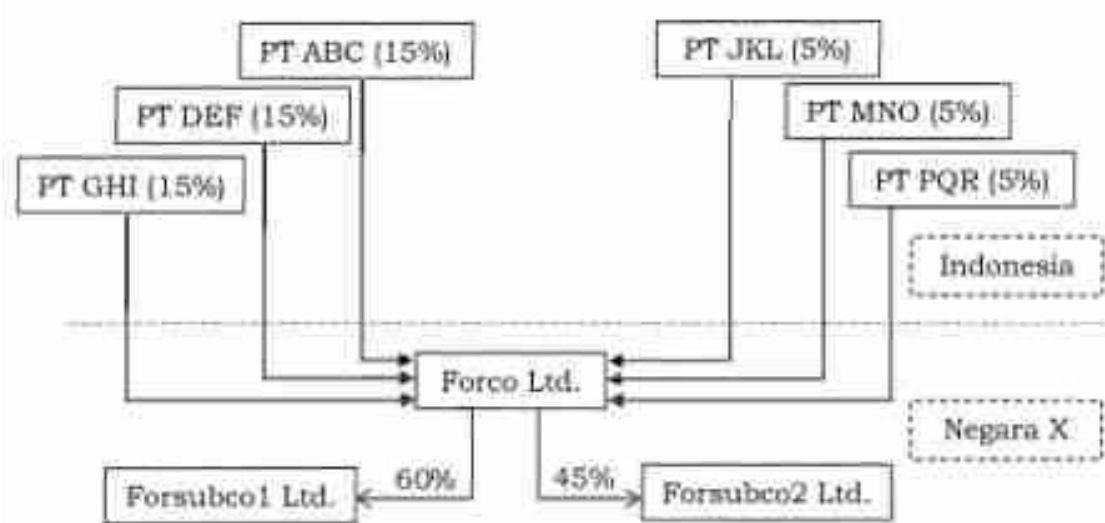 PT ABC (15%)
PT JKL (5%)
PT DEF (15%)
PT MNO (5%)
PT GHI (15%)
PT PQR (5%)
Indonesia
Forco Ltd.
Negara X
60%
45%
Forsubco1 Ltd.
Forsubco2 Ltd.